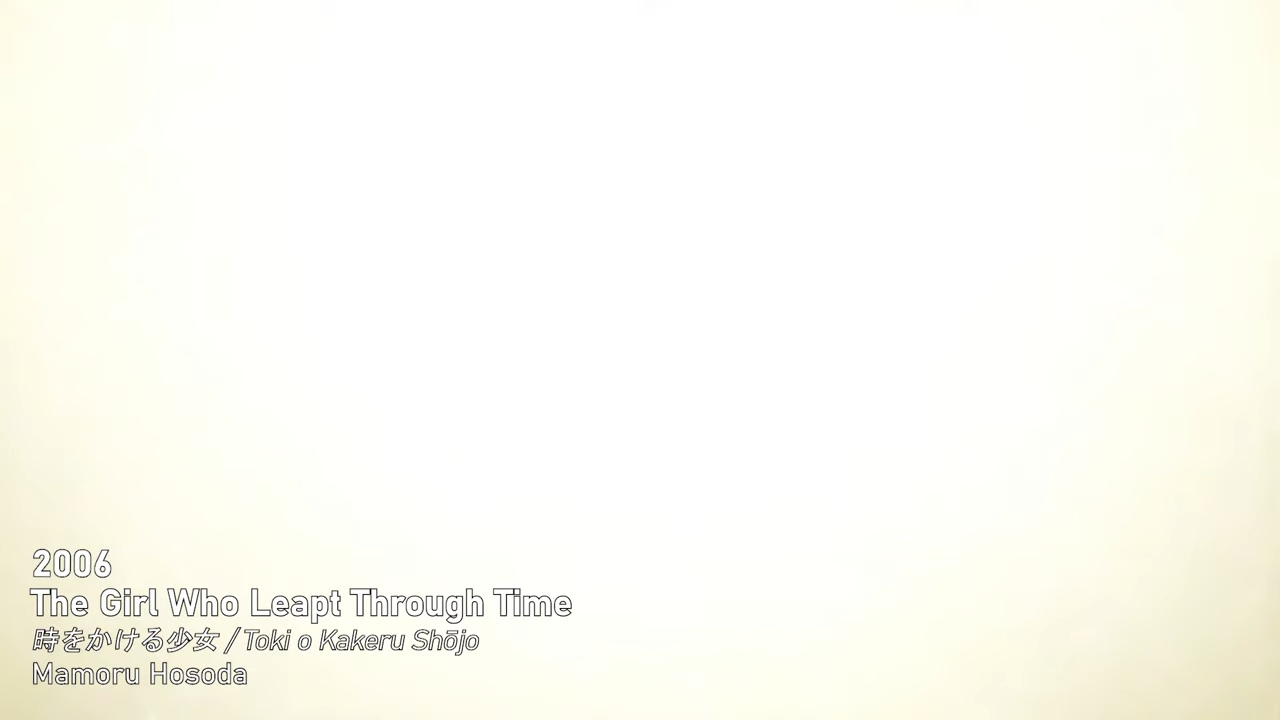 2006
The Girl Who Leapt Through Time
時をかける少女 / Toki o Kakeru Shōjo
Mamoru Hosoda